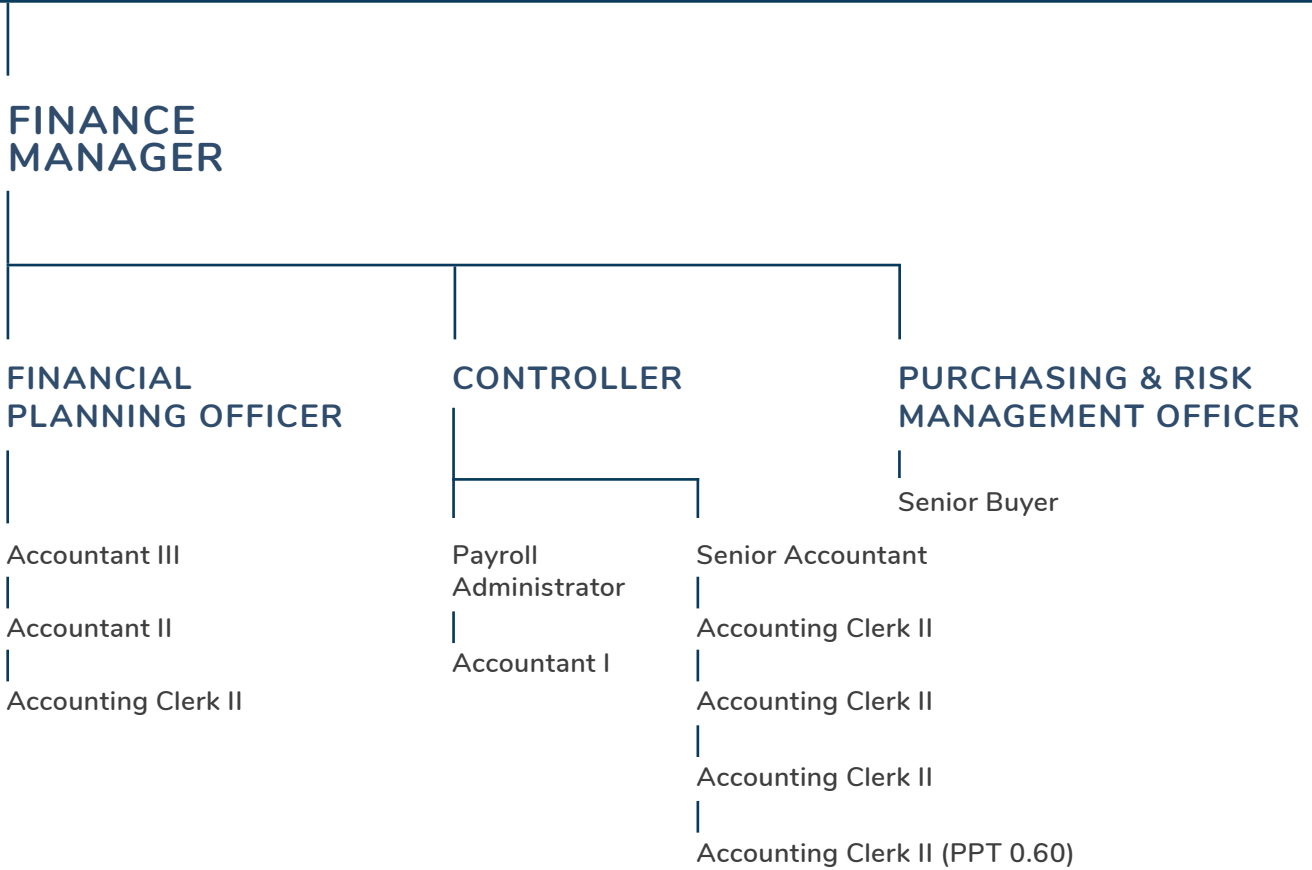 FINANCE
MANAGER
FINANCIAL
PLANNING OFFICER
Accountant III
Accountant II
Accounting Clerk II
CONTROLLER
Payroll
Administrator
Accountant I
Senior Accountant
Accounting Clerk II
Accounting Clerk II
Accounting Clerk II
Accounting Clerk II (PPT 0.60)
PURCHASING & RISK
MANAGEMENT OFFICER
Senior Buyer